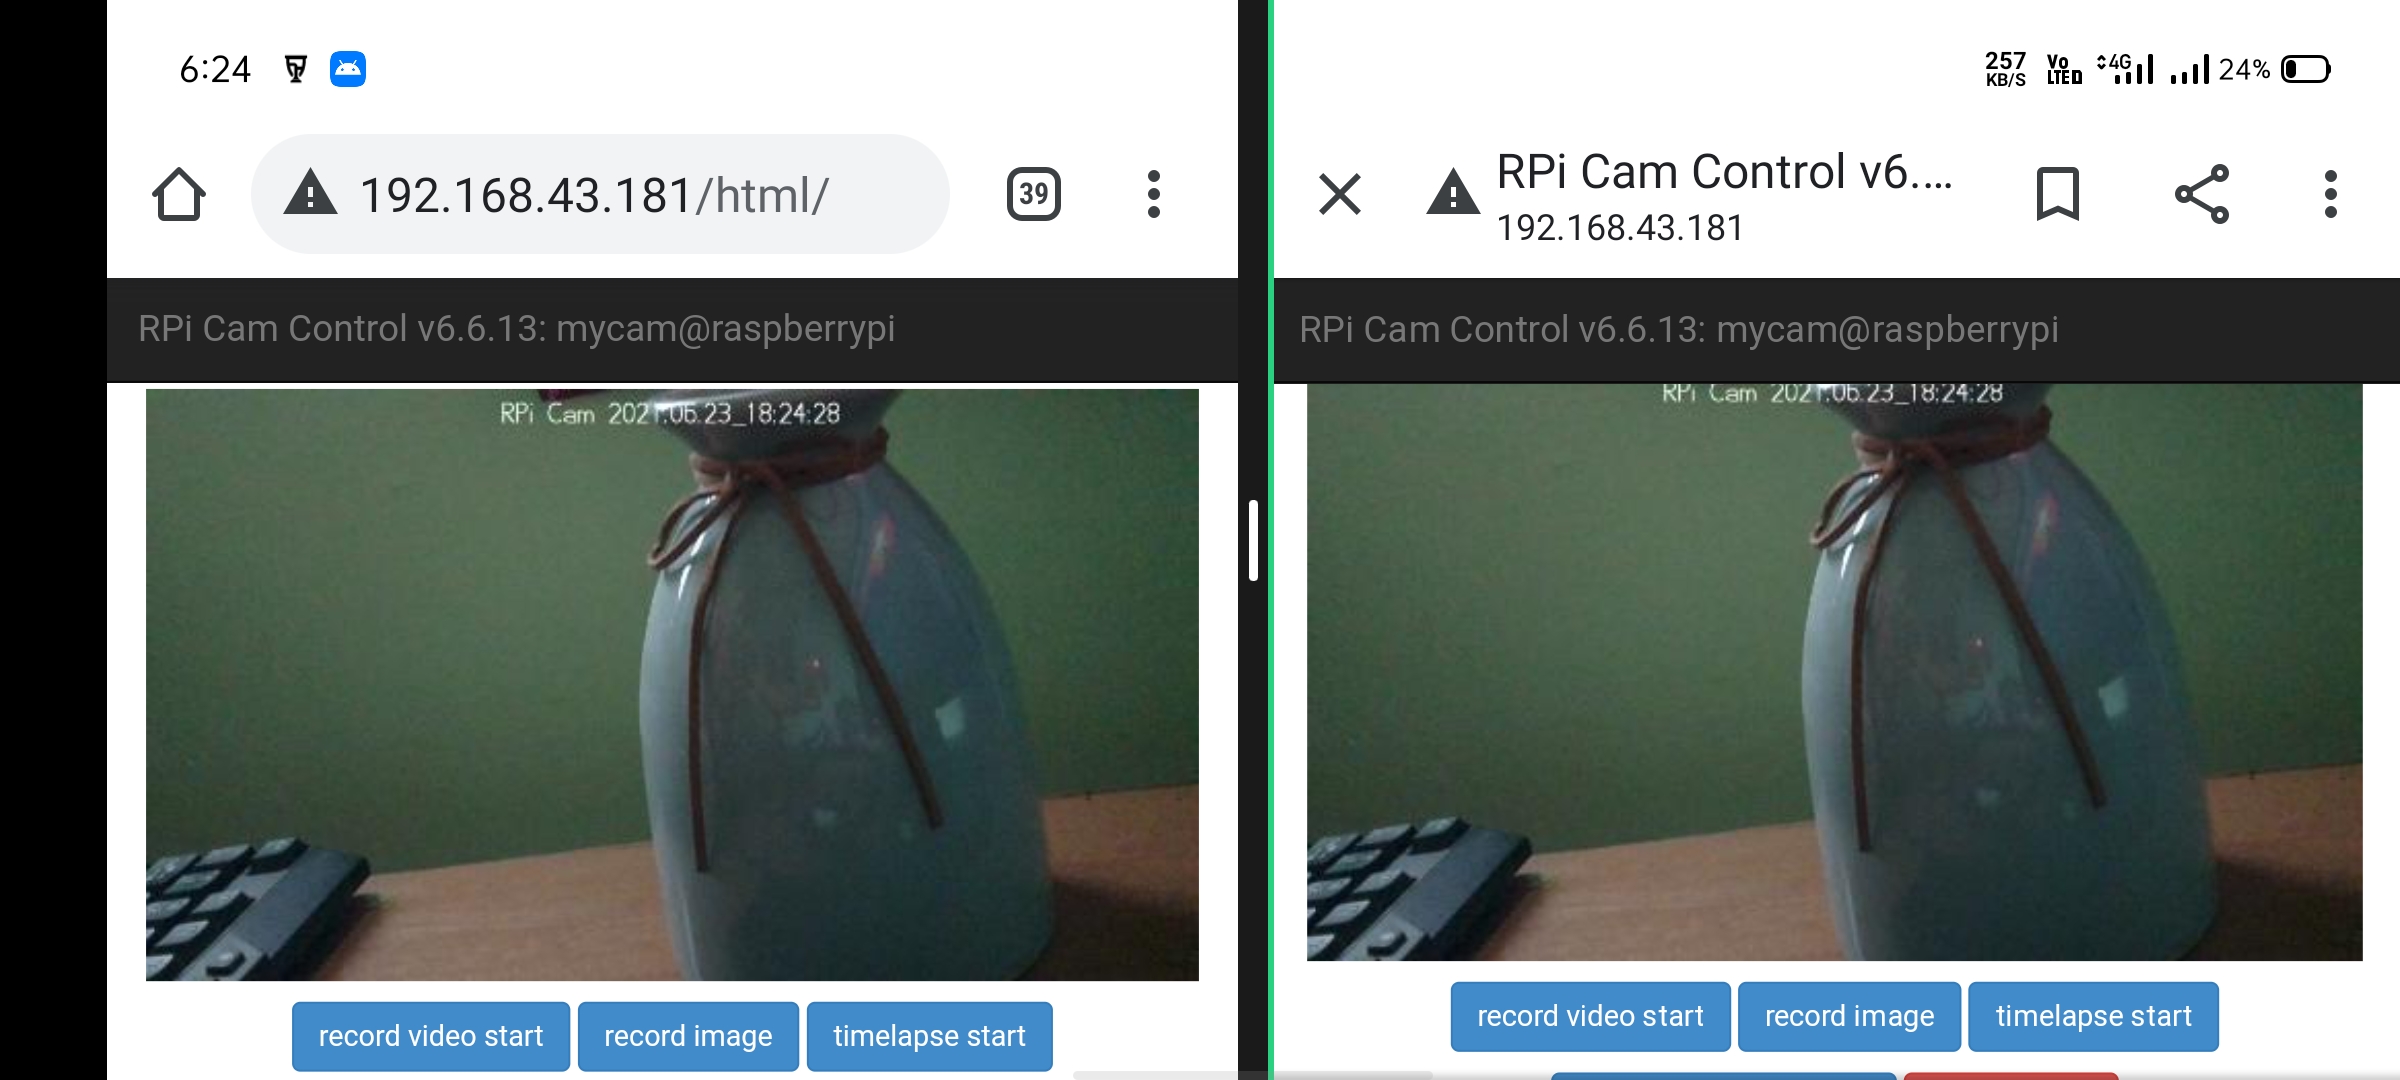 6:24
257
KB/S
Vo
LTE
4G
24%
192.168.43.181/html/
39
RPi Cam Control v6....
192.168.43.181
RPi Cam Control v6.6.13: mycam@raspberrypi
RPi Cam 2021.06.23_18:24:28
record video start
record image
timelapse start
RPi Cam Control v6.6.13: mycam@raspberrypi
RPi Cam 2021.06.23_18:24:28
record video start
record image
timelapse start